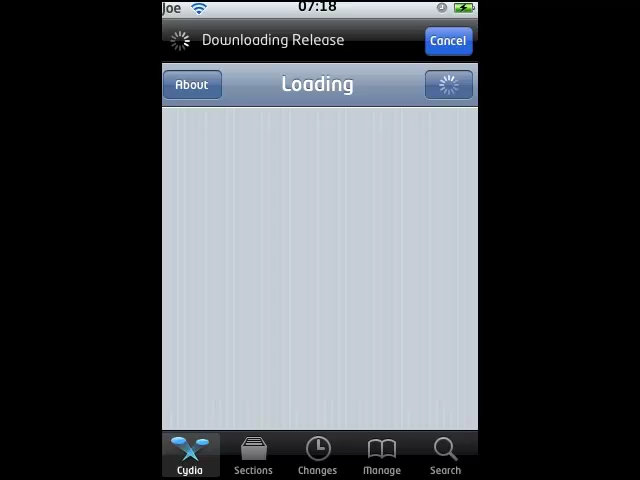 Joe 07:18
Downloading Release Cancel
About Loading
Cydia Sections Changes Manage Search